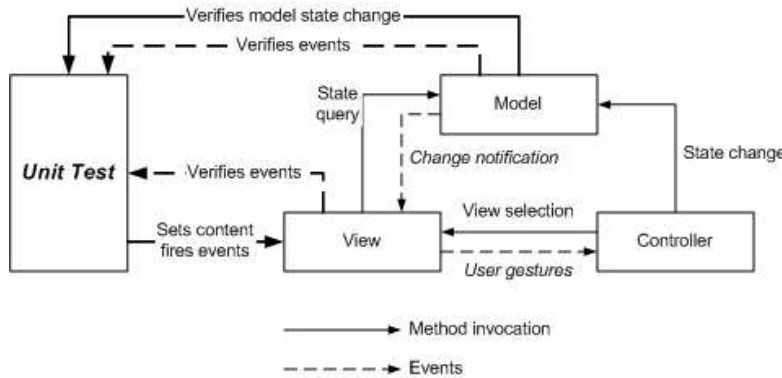 Verifies model state change
Verifies events
State
query
Model
Unit Test
Change notification
State change
Verifies events
Sets content
fires events
View selection
View
Controller
User gestures
Method invocation
Events